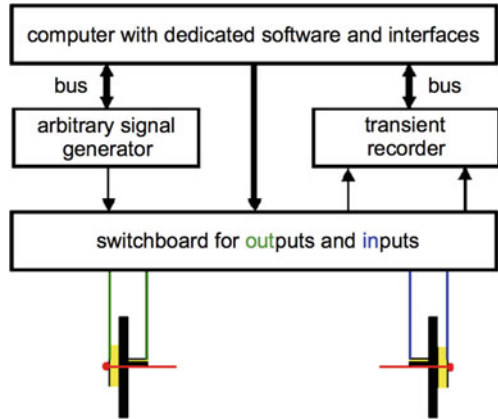 computer with dedicated software and interfaces
bus
bus
arbitrary signal
generator
transient
recorder
switchboard for outputs and inputs